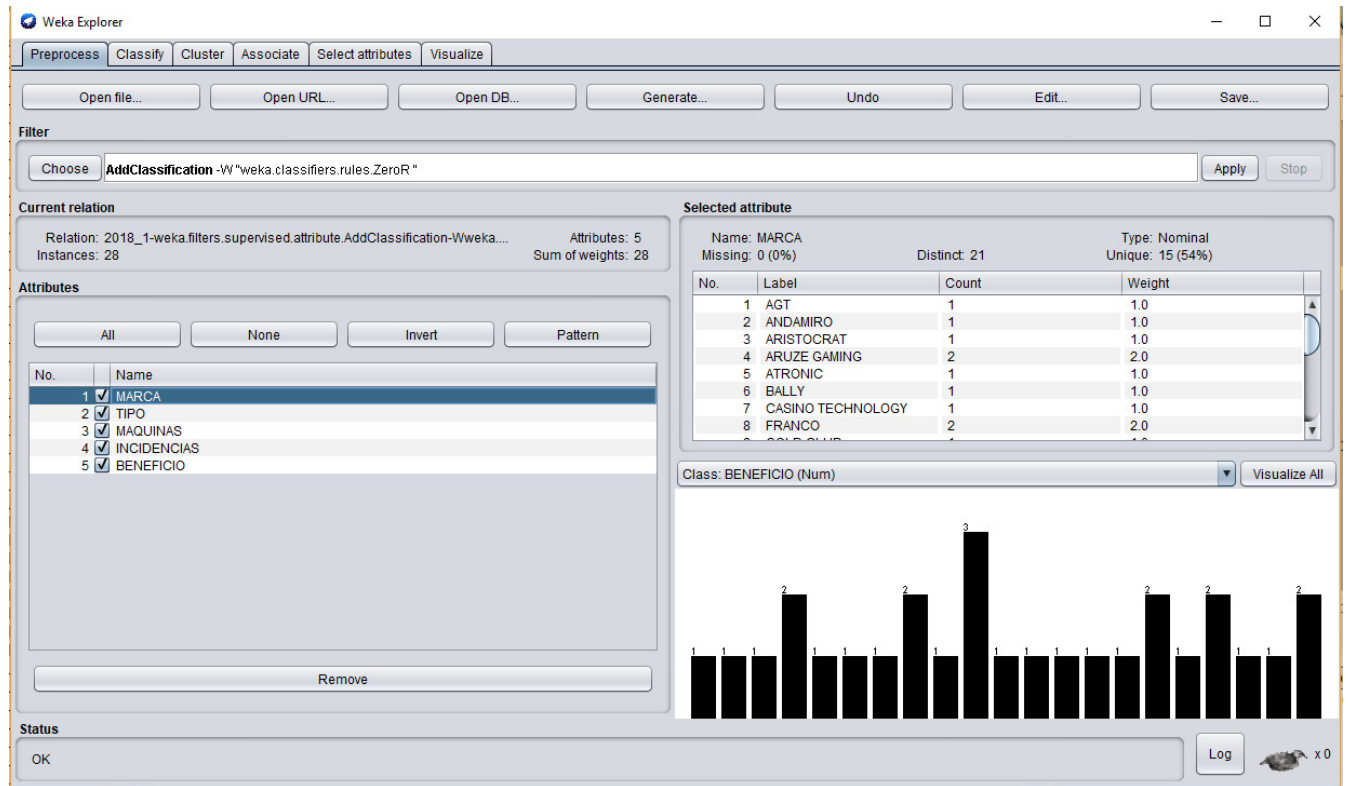 Weka Explorer
Preprocess Classify Cluster Associate Select attributes Visualize
Open file... Open URL... Open DB... Generate... Undo Edit... Save...
Filter
Choose AddClassification -W "weka.classifiers.rules.ZeroR " Apply Stop
Current relation
Relation: 2018_1-weka.filters.supervised.attribute.AddClassification-Wweka.... Attributes: 5
Instances: 28 Sum of weights: 28
Attributes
All None Invert Pattern
No. Name
1 MARCA
2 TIPO
3 MAQUINAS
4 INCIDENCIAS
5 BENEFICIO
Remove
Selected attribute
Name: MARCA Type: Nominal
Missing: 0 (0%) Distinct: 21 Unique: 15 (54%)
No. Label Count Weight
1 AGT 1 1.0
2 ANDAMIRO 1 1.0
3 ARISTOCRAT 1 1.0
4 ARUZE GAMING 2 2.0
5 ATRONIC 1 1.0
6 BALLY 1 1.0
7 CASINO TECHNOLOGY 1 1.0
8 FRANCO 2 2.0
Class: BENEFICIO (Num) Visualize All
1 1 1 2 1 1 1 2 1 3 1 1 1 1 1 2 1 2 1 1 2
Status
OK
Log x 0